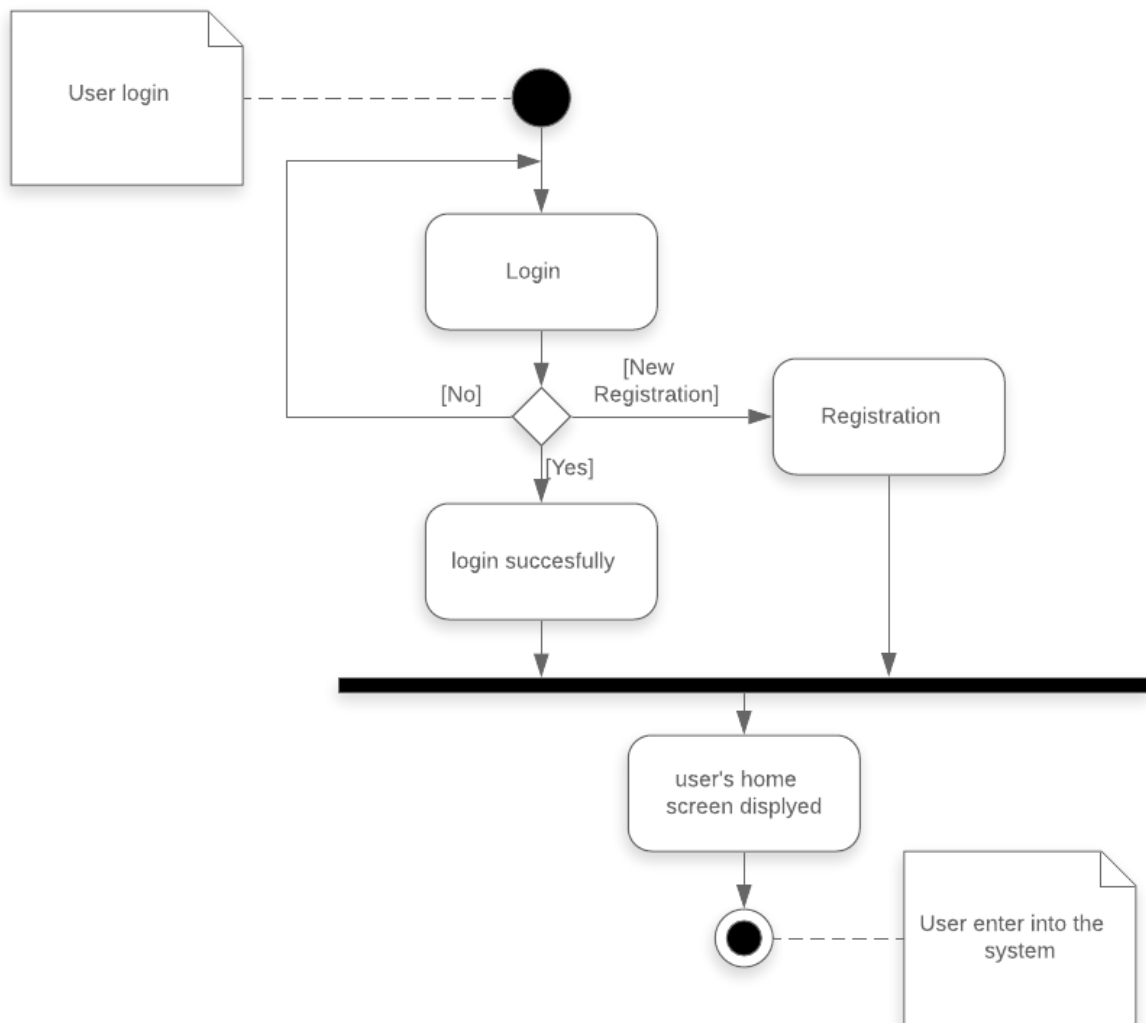 User login
Login
[No]
[New
Registration]
Registration
[Yes]
login succesfully
user's home
screen displyed
User enter into the
system